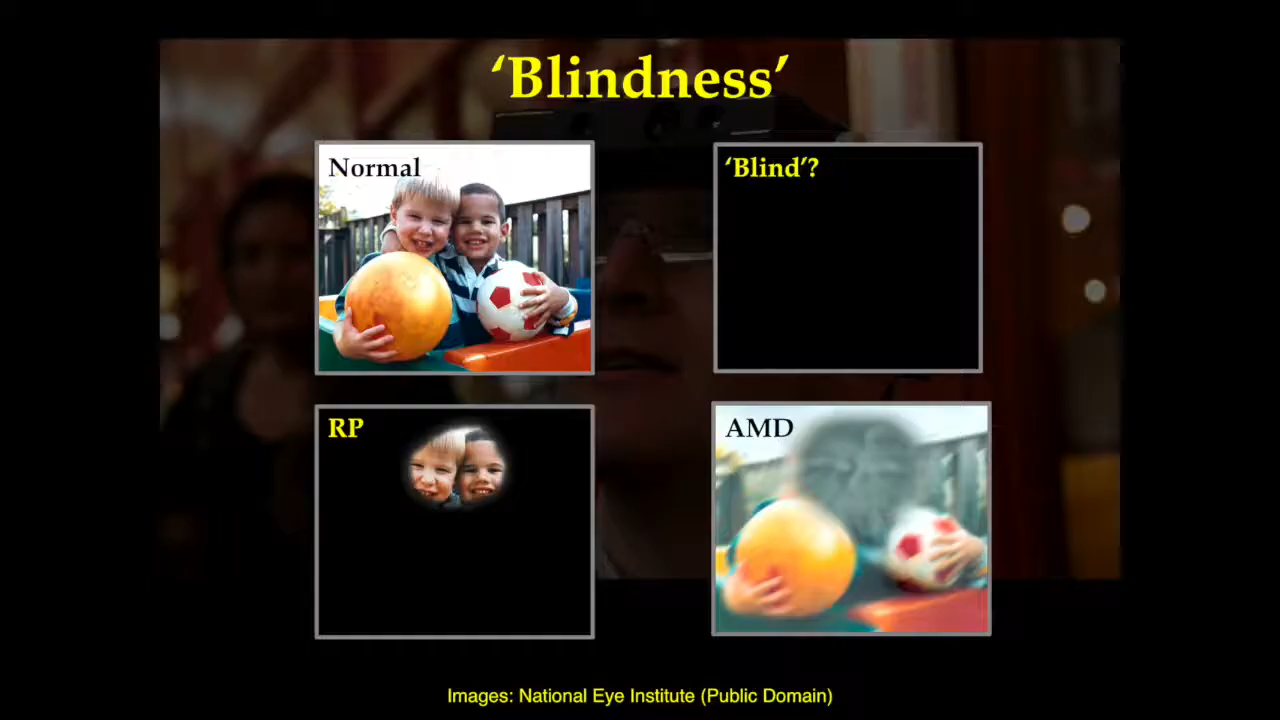 ‘Blindness’
Normal
‘Blind’?
RP
AMD
Images: National Eye Institute (Public Domain)